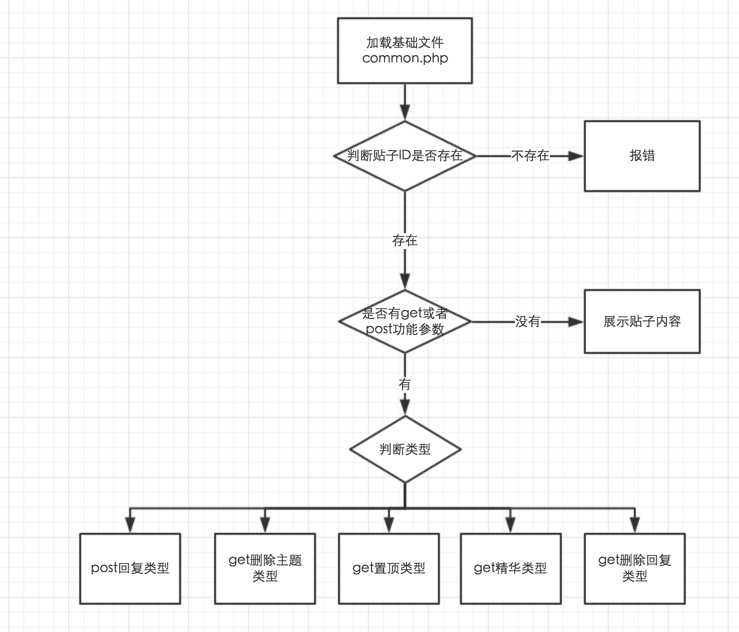 加载基础文件
common.php
判断贴子ID是否存在
不存在
报错
存在
是否有get或者
post功能参数
没有
展示贴子内容
有
判断类型
post回复类型
get删除主题
类型
get置顶类型
get精华类型
get删除回复
类型